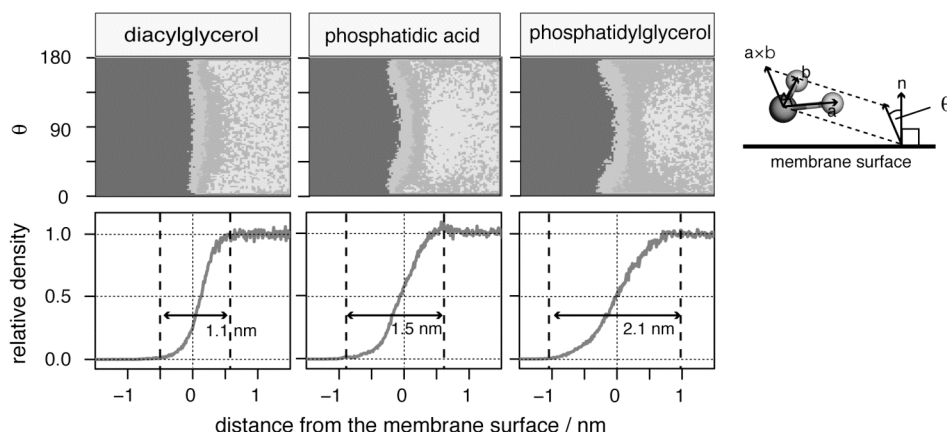 diacylglycerol
phosphatidic acid
phosphatidylglycerol
180
θ 90
0
a×b
b
a
n
θ
membrane surface
relative density
1.0
0.5
0.0
1.1 nm
1.5 nm
2.1 nm
−1 0 1
−1 0 1
−1 0 1
distance from the membrane surface / nm